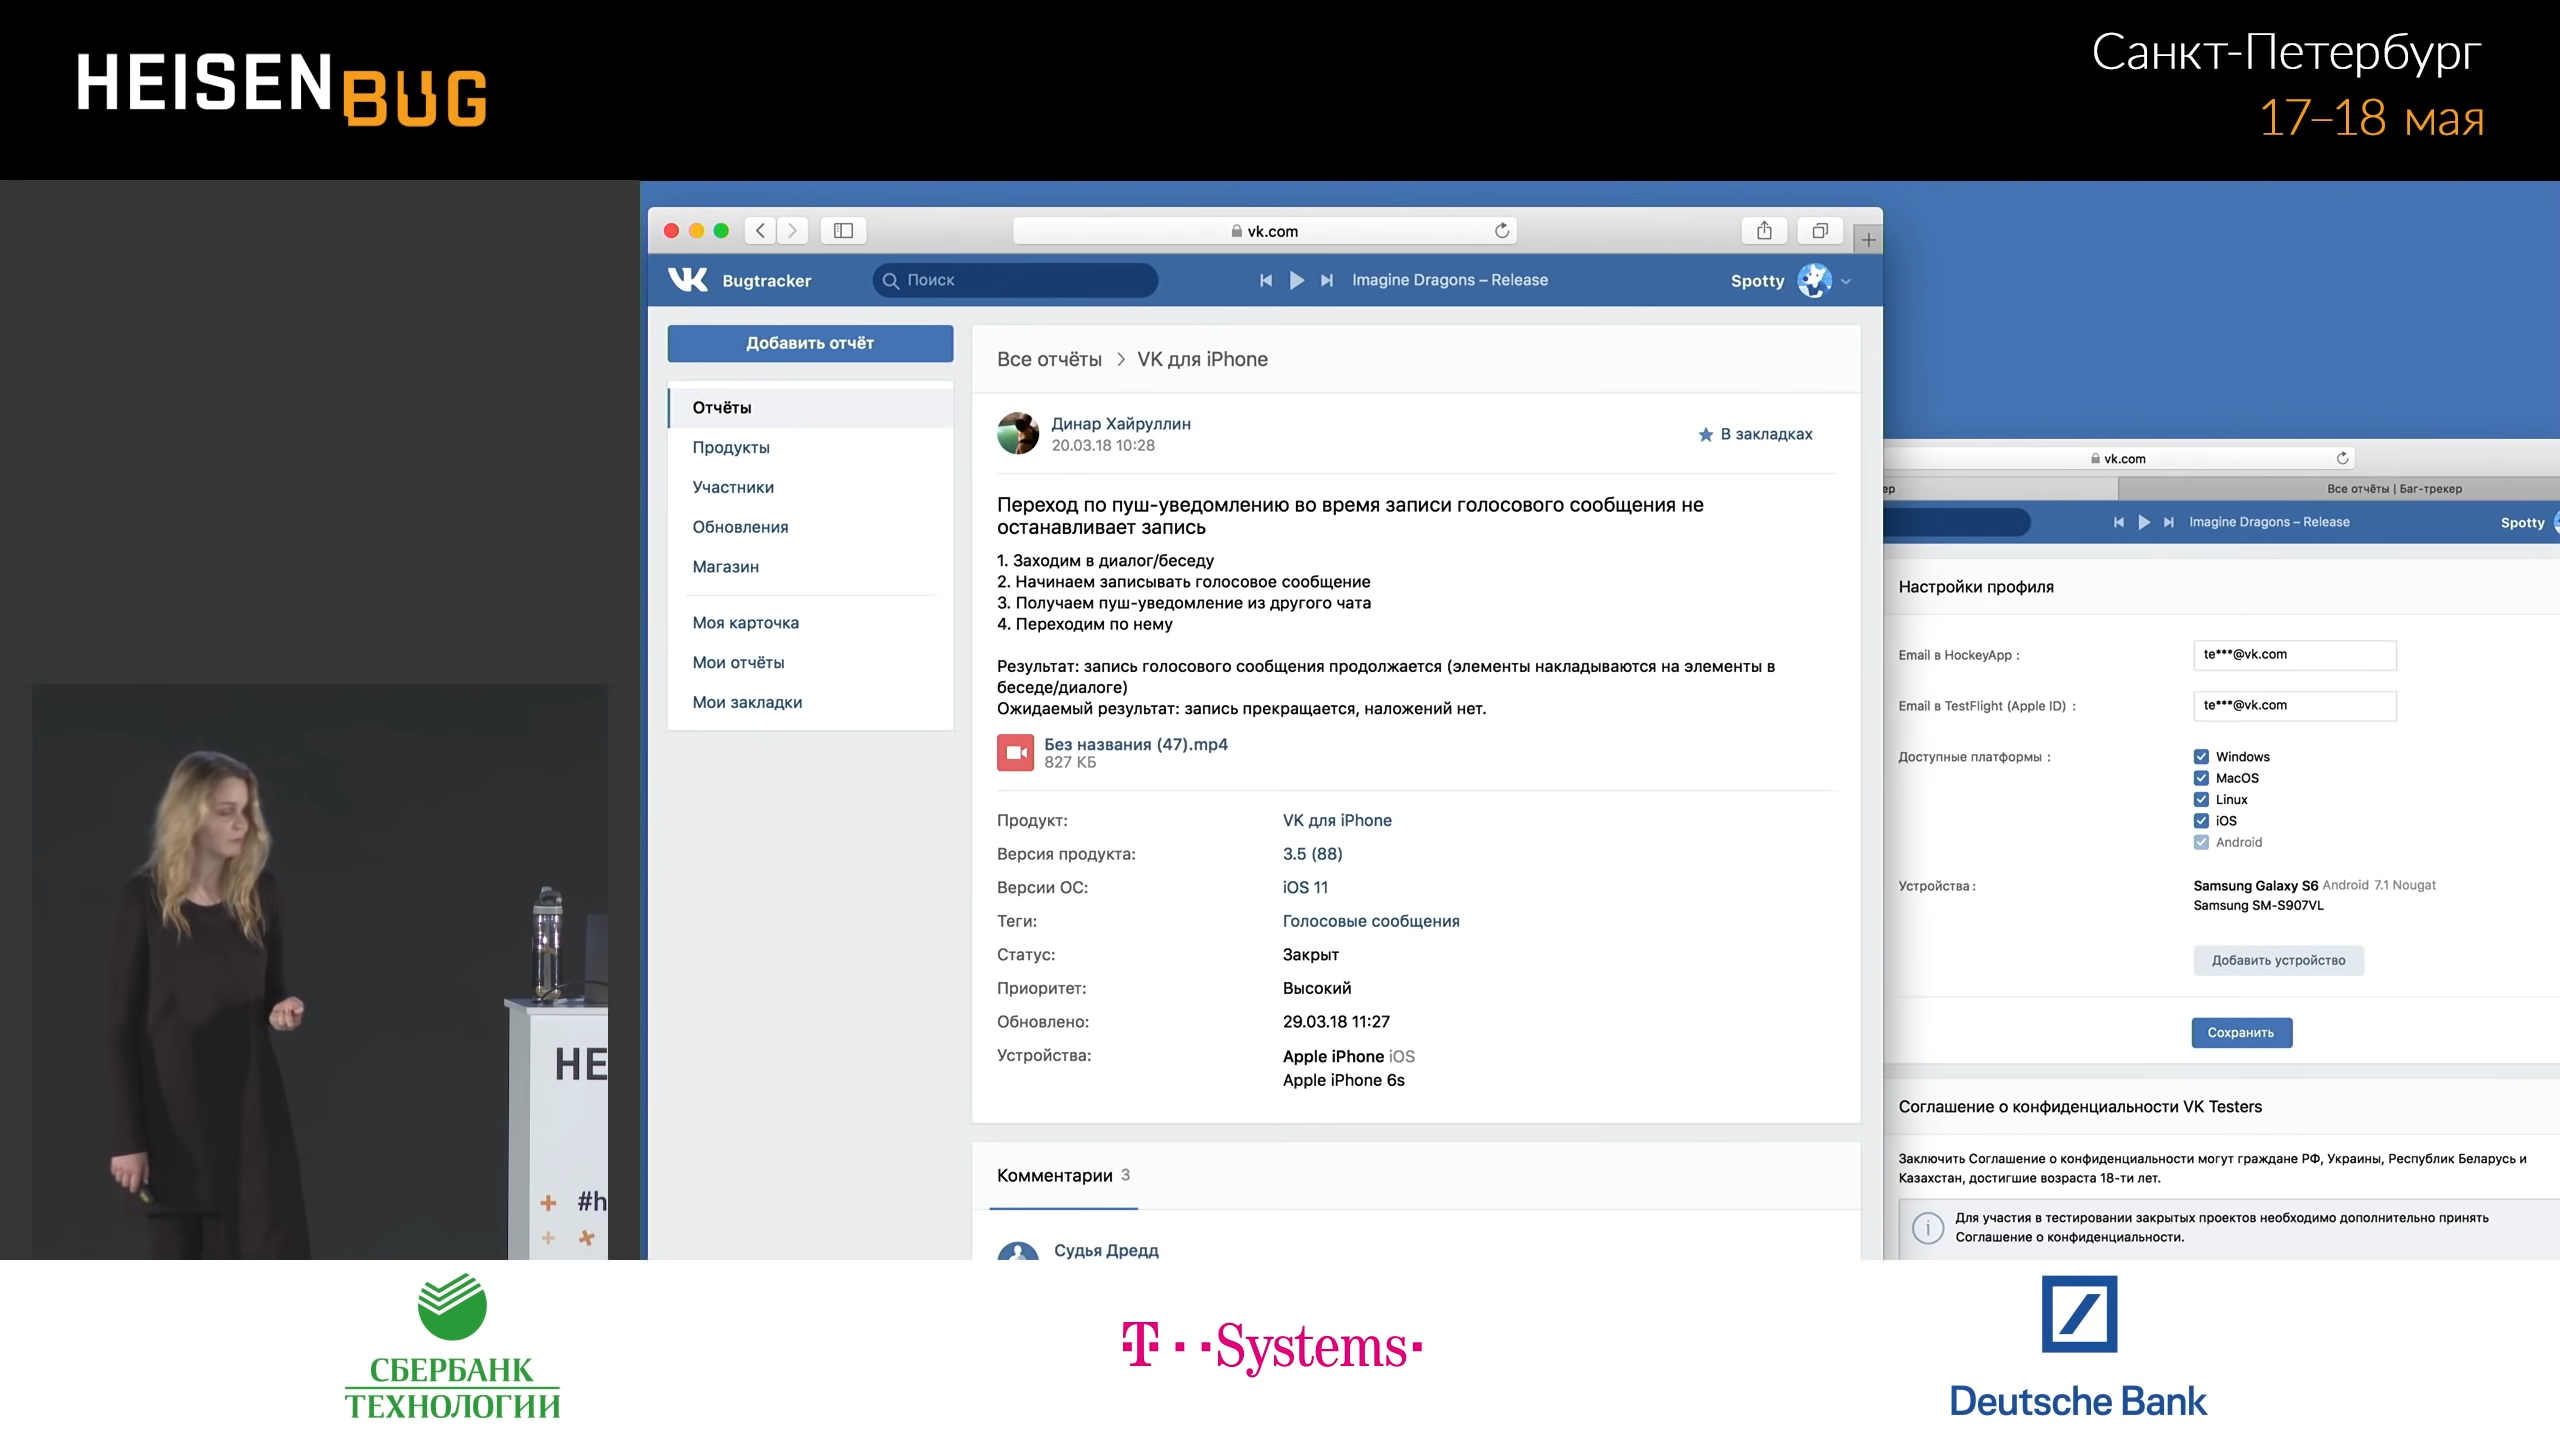 HEISENBUG
Санкт-Петербург
17–18 мая
vk.com
Bugtracker
Поиск
Imagine Dragons – Release
Spotty
Добавить отчёт
Отчёты
Продукты
Участники
Обновления
Магазин
Моя карточка
Мои отчёты
Мои закладки
Все отчёты > VK для iPhone
Динар Хайруллин
20.03.18 10:28
В закладках
Переход по пуш-уведомлению во время записи голосового сообщения не
останавливает запись
1. Заходим в диалог/беседу
2. Начинаем записывать голосовое сообщение
3. Получаем пуш-уведомление из другого чата
4. Переходим по нему
Результат: запись голосового сообщения продолжается (элементы накладываются на элементы в
беседе/диалоге)
Ожидаемый результат: запись прекращается, наложений нет.
Без названия (47).mp4
827 КБ
Продукт: VK для iPhone
Версия продукта: 3.5 (88)
Версии ОС: iOS 11
Теги: Голосовые сообщения
Статус: Закрыт
Приоритет: Высокий
Обновлено: 29.03.18 11:27
Устройства: Apple iPhone iOS
Apple iPhone 6s
Комментарии 3
Судья Дредд
vk.com
ер
Все отчёты | Баг-трекер
Imagine Dragons – Release
Spotty
Настройки профиля
Email в HockeyApp : te***@vk.com
Email в TestFlight (Apple ID) : te***@vk.com
Доступные платформы : Windows
MacOS
Linux
iOS
Android
Устройства : Samsung Galaxy S6 Android 7.1 Nougat
Samsung SM-S907VL
Добавить устройство
Сохранить
Соглашение о конфиденциальности VK Testers
Заключить Соглашение о конфиденциальности могут граждане РФ, Украины, Республик Беларусь и
Казахстан, достигшие возраста 18-ти лет.
Для участия в тестировании закрытых проектов необходимо дополнительно принять
Соглашение о конфиденциальности.
HE
#h
СБЕРБАНК
ТЕХНОЛОГИИ
T··Systems·
Deutsche Bank